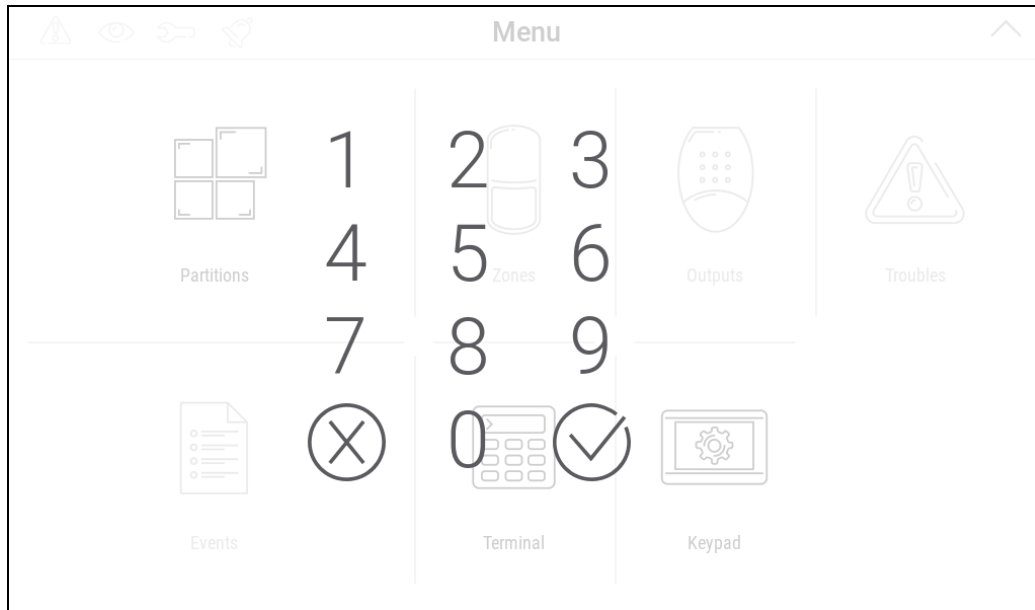 Menu
1 2 3
4 5 6
Partitions Zones Outputs Troubles
7 8 9
0
Events Terminal Keypad